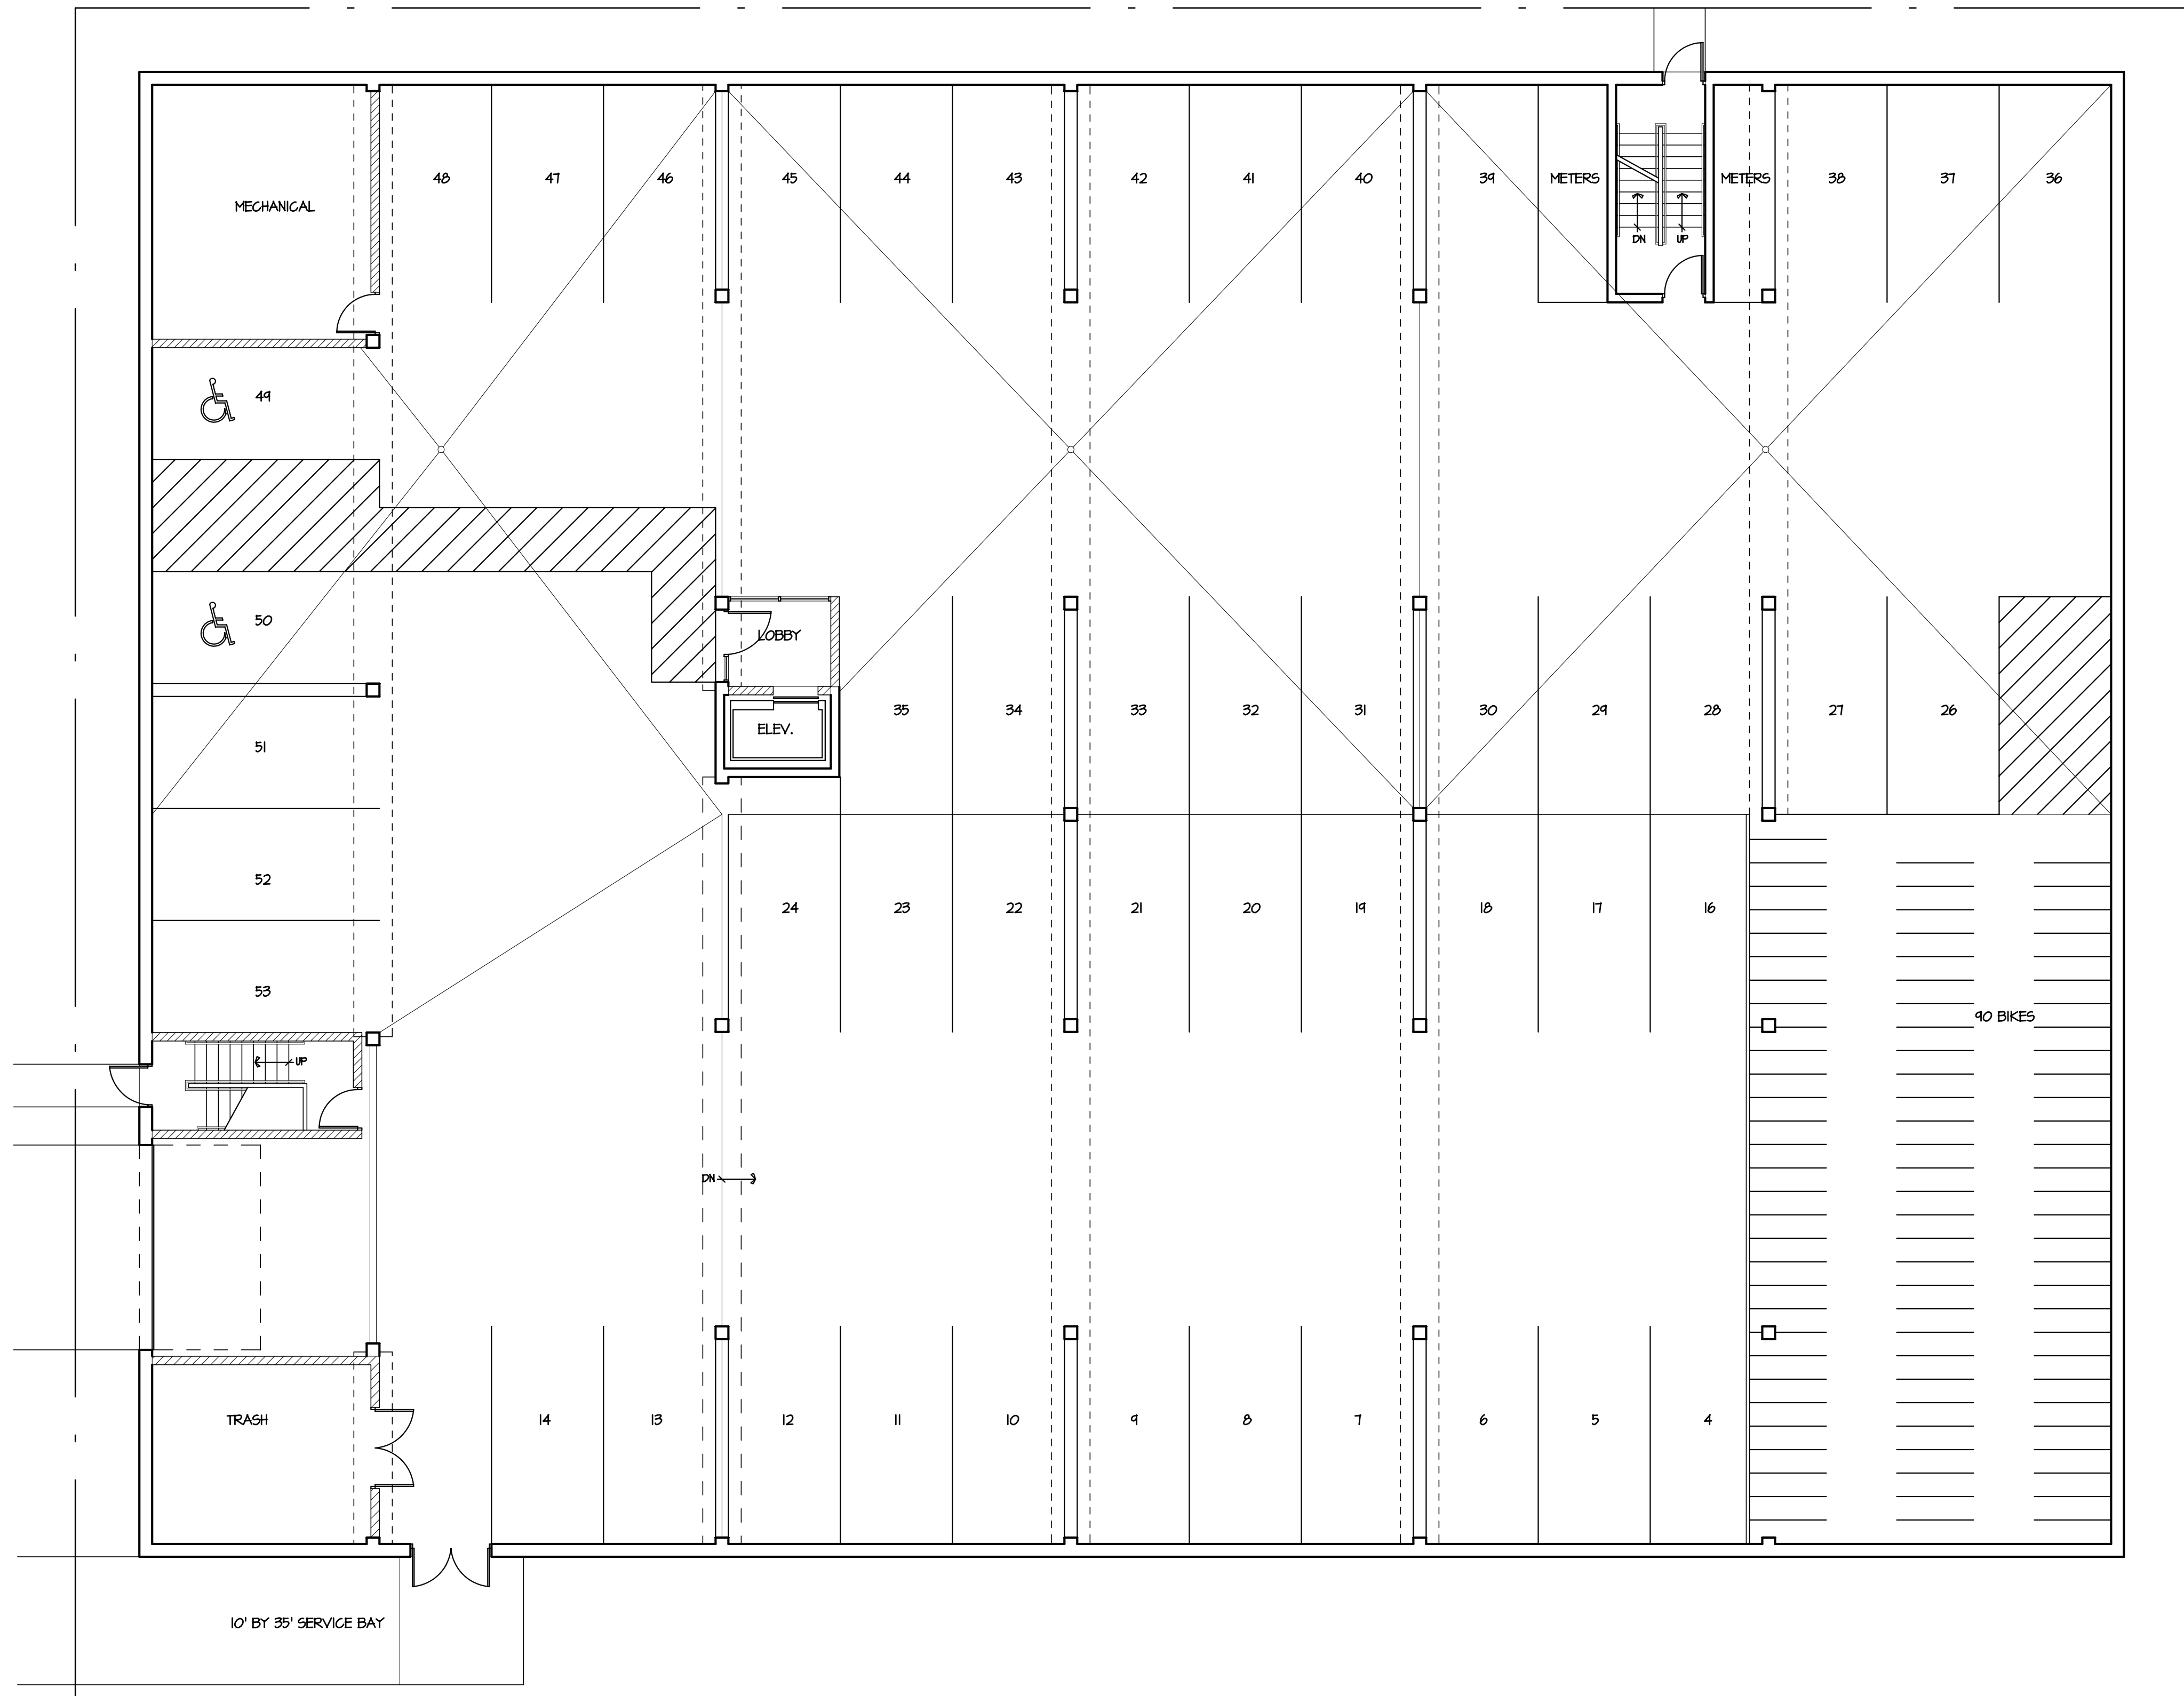 48 47 46 45 44 43 42 41 40 39 METERS METERS 38 37 36
MECHANICAL
DN UP
49
50
LOBBY
35 34 33 32 31 30 29 28 27 26
ELEV.
51
52
24 23 22 21 20 19 18 17 16
53
90 BIKES
UP
DN
TRASH 14 13 12 11 10 9 8 7 6 5 4
10' BY 35' SERVICE BAY